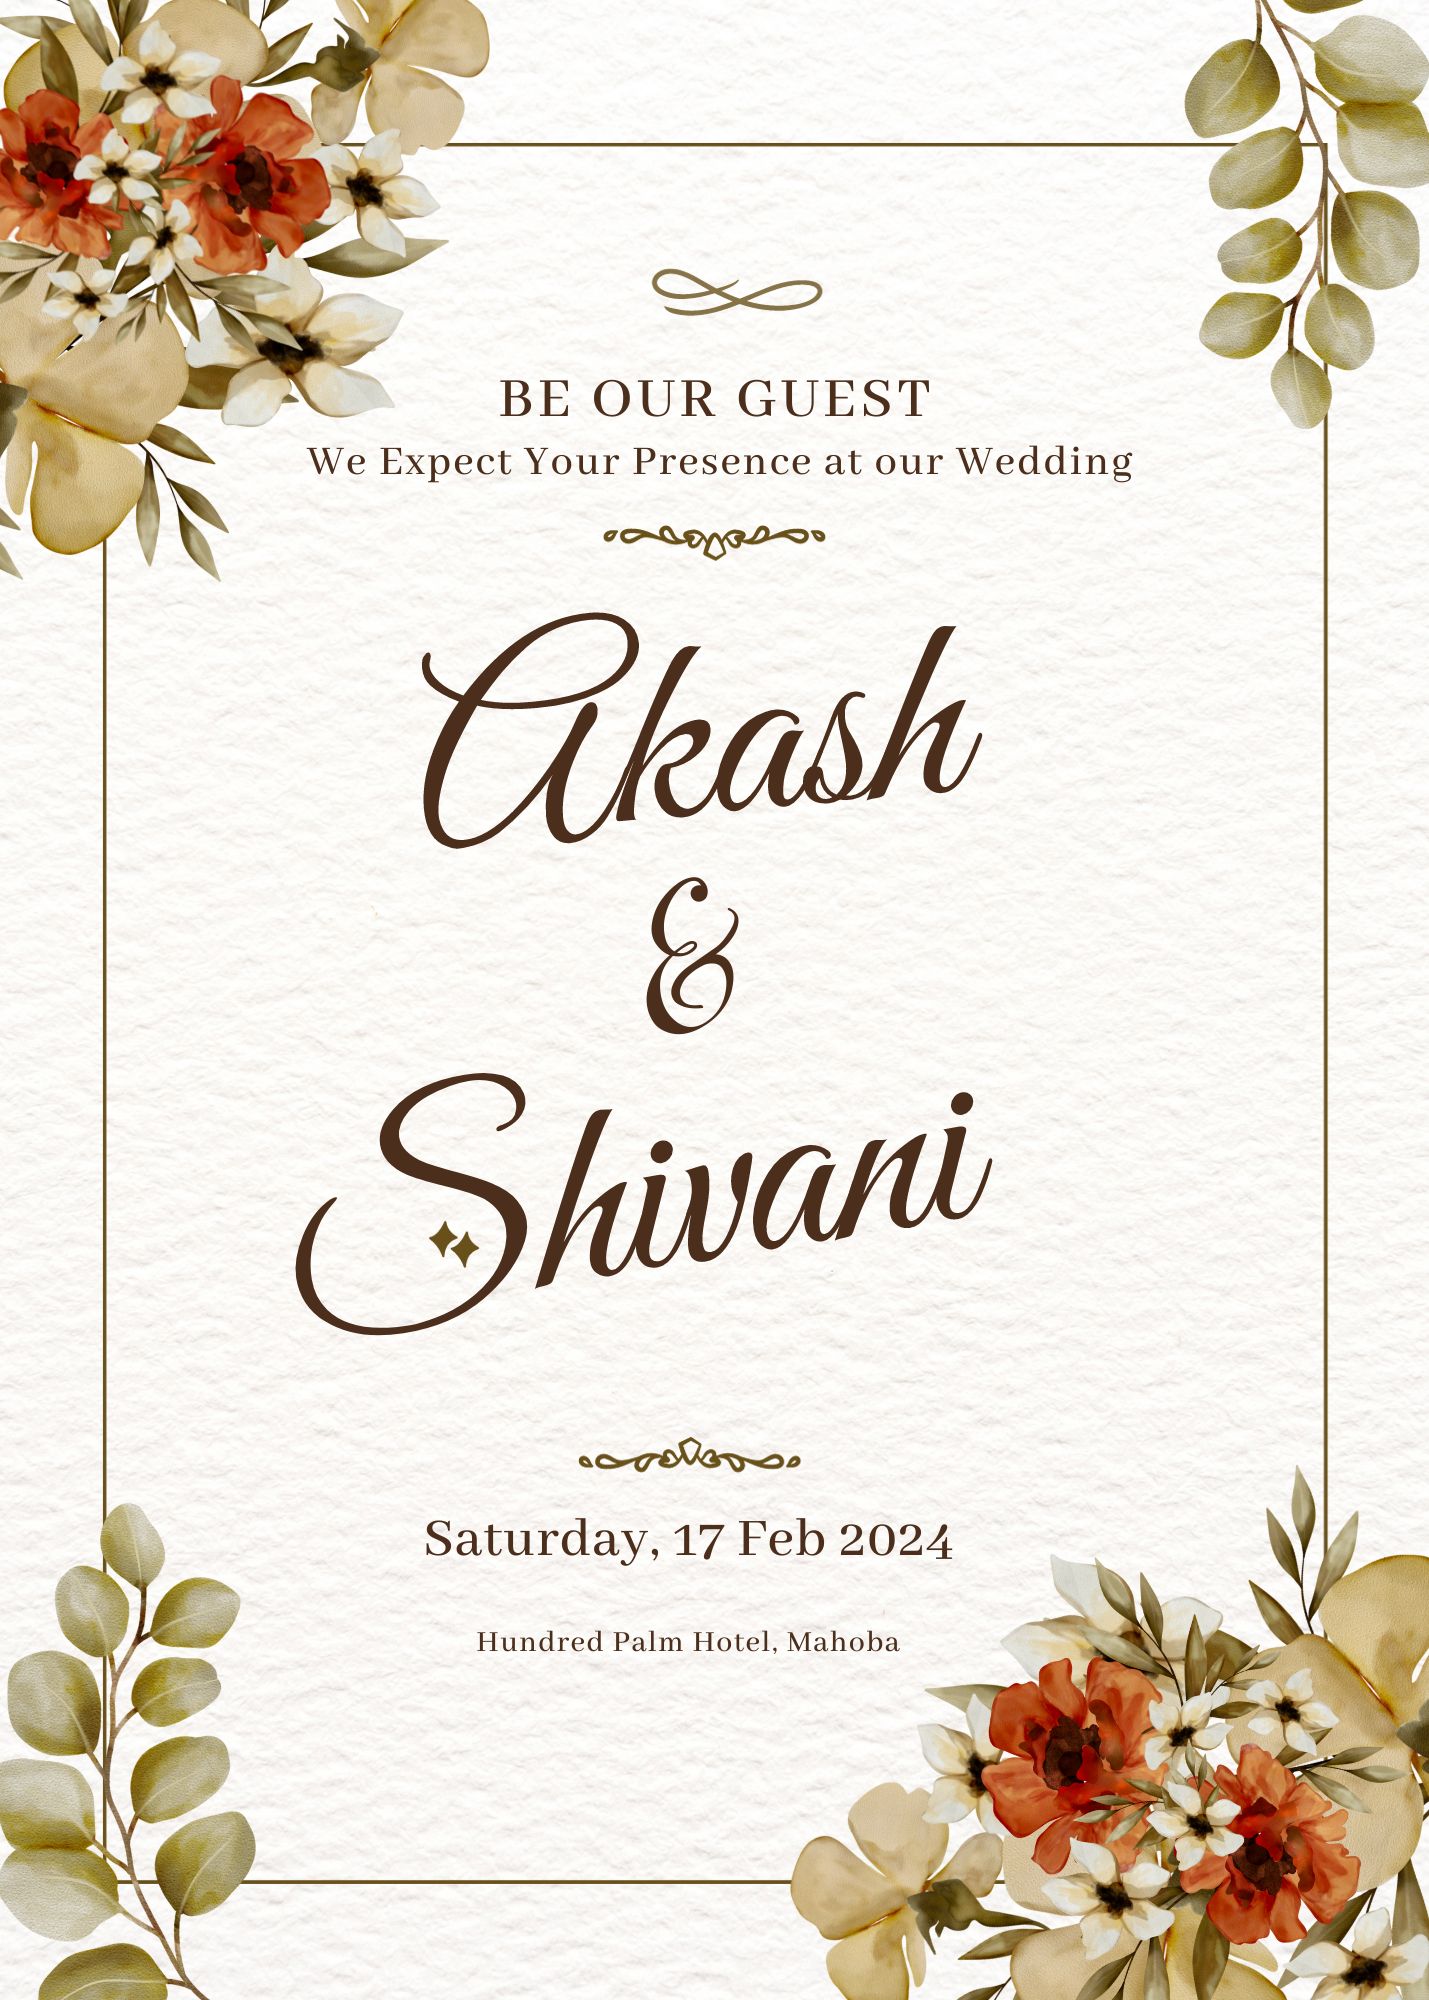 BE OUR GUEST
We Expect Your Presence at our Wedding
Akash
&
Shivani
Saturday, 17 Feb 2024
Hundred Palm Hotel, Mahoba